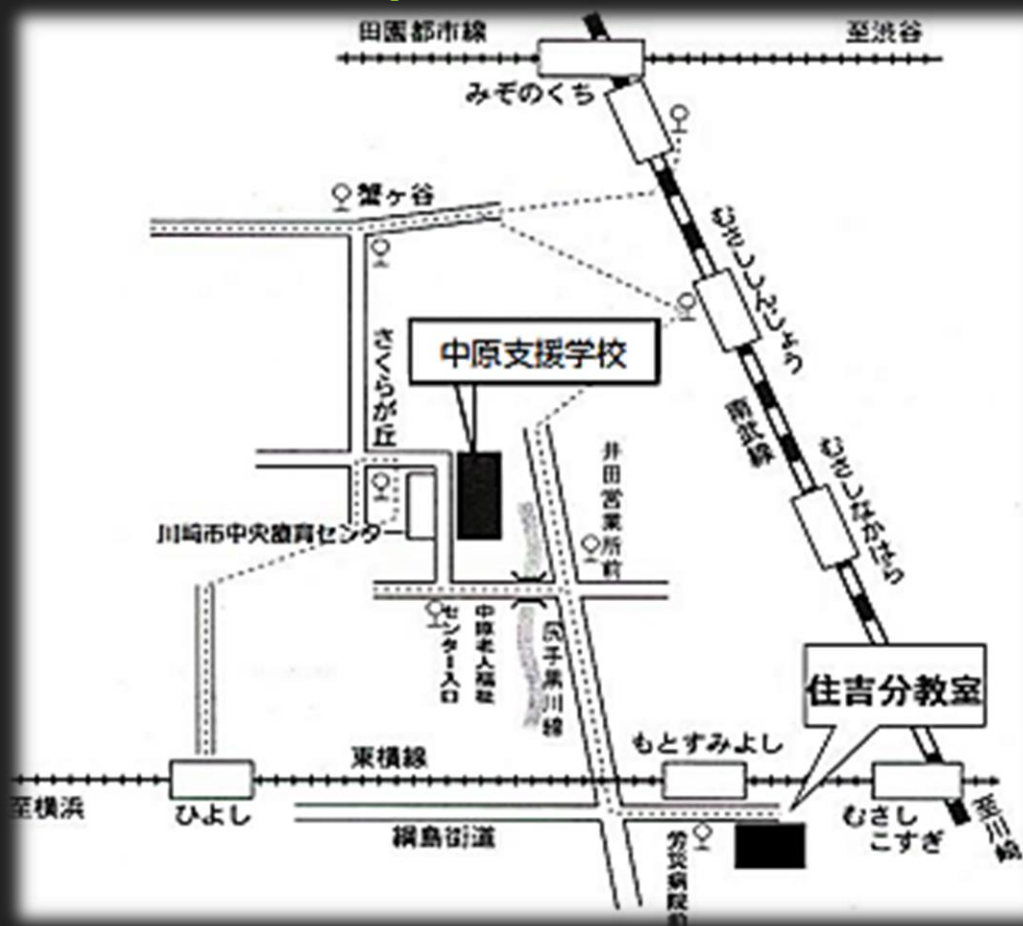 田園都市線
至渋谷
みぞのくち
蟹ヶ谷
むさししんじょう
さくらが丘
中原支援学校
南武線
井田営業所前
むさしなかはら
川崎市中央療育センター
中原老人福祉
センター入口
尻手黒川線
住吉分教室
もとすみよし
東横線
至横浜
ひよし
むさし
こすぎ
至川崎
綱島街道
労災病院前